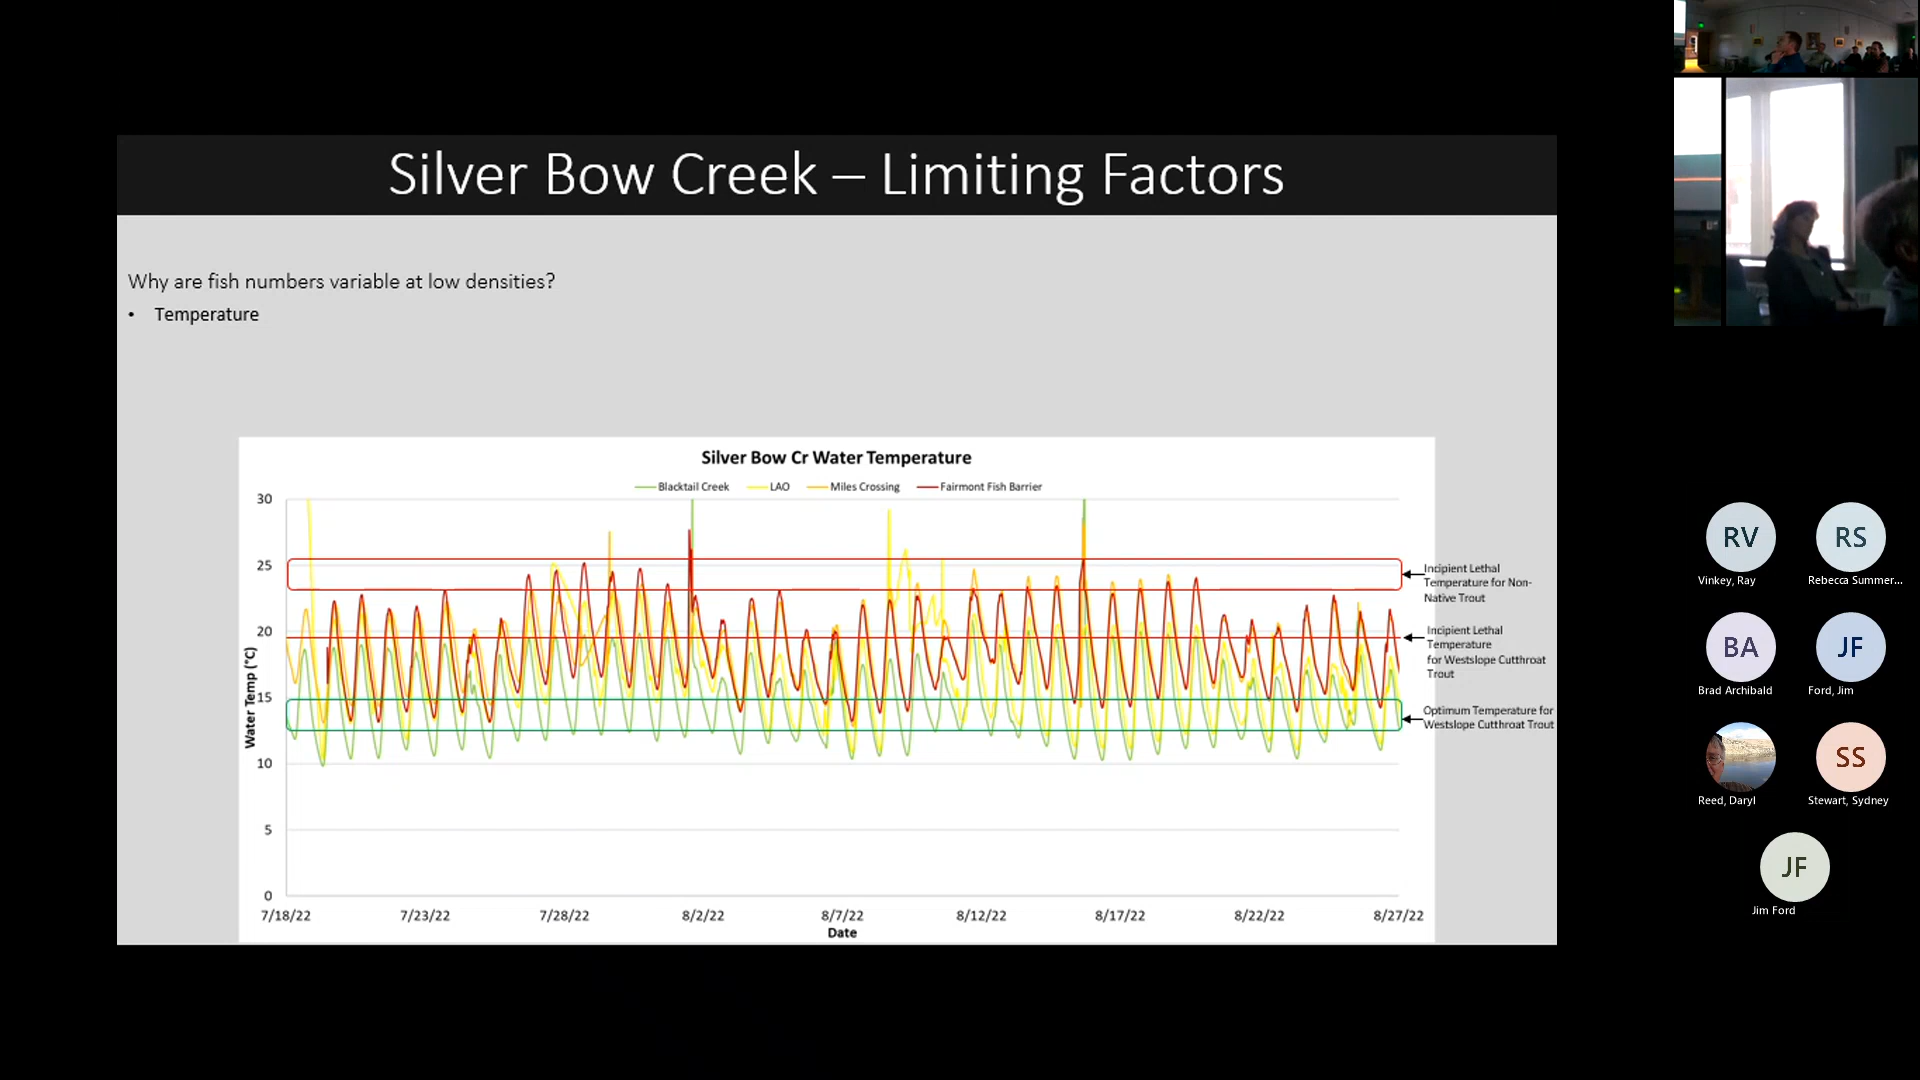 Silver Bow Creek – Limiting Factors
Why are fish numbers variable at low densities?
• Temperature
Silver Bow Cr Water Temperature
Blacktail Creek LAO Miles Crossing Fairmont Fish Barrier
30
25
20
15
10
5
0
Water Temp (°C)
7/18/22 7/23/22 7/28/22 8/2/22 8/7/22 8/12/22 8/17/22 8/22/22 8/27/22
Date
Incipient Lethal
Temperature for Non-
Native Trout
Incipient Lethal
Temperature
for Westslope Cutthroat
Trout
Optimum Temperature for
Westslope Cutthroat Trout
RV
Vinkey, Ray
RS
Rebecca Summer...
BA
Brad Archibald
JF
Ford, Jim
Reed, Daryl
SS
Stewart, Sydney
JF
Jim Ford